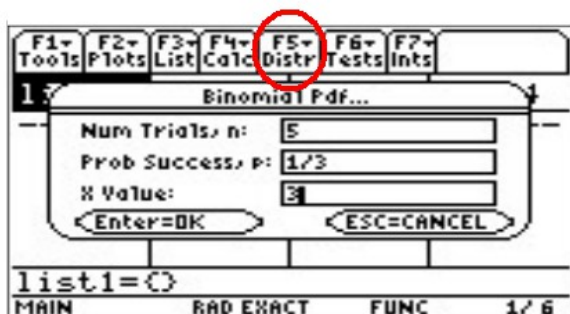 F1 F2 F3 F4 F5 F6 F7
Tools Plots List Calc Distr Tests Ints
Binomial Pdf...
Num Trials, n: 5
Prob Success, p: 1/3
X Value: 3
Enter=OK ESC=CANCEL
list1={}
MAIN RAD EXACT FUNC 1/6